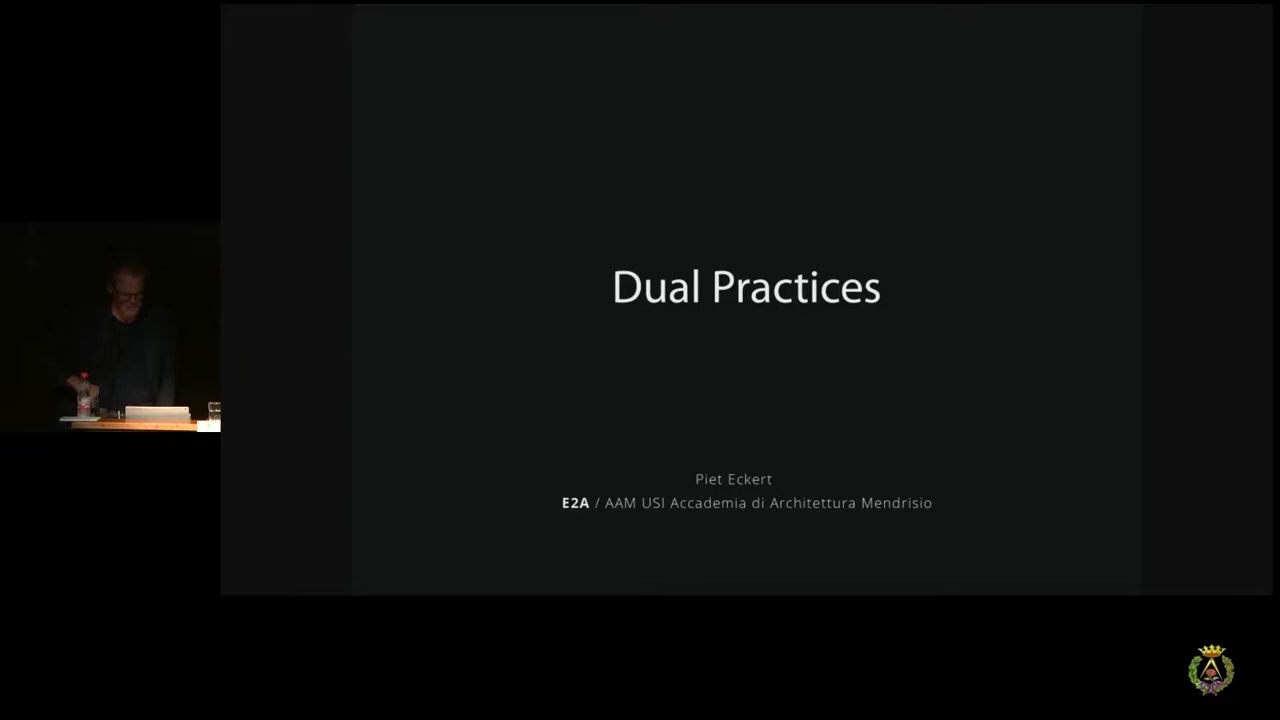 Dual Practices
Piet Eckert
E2A / AAM USI Accademia di Architettura Mendrisio